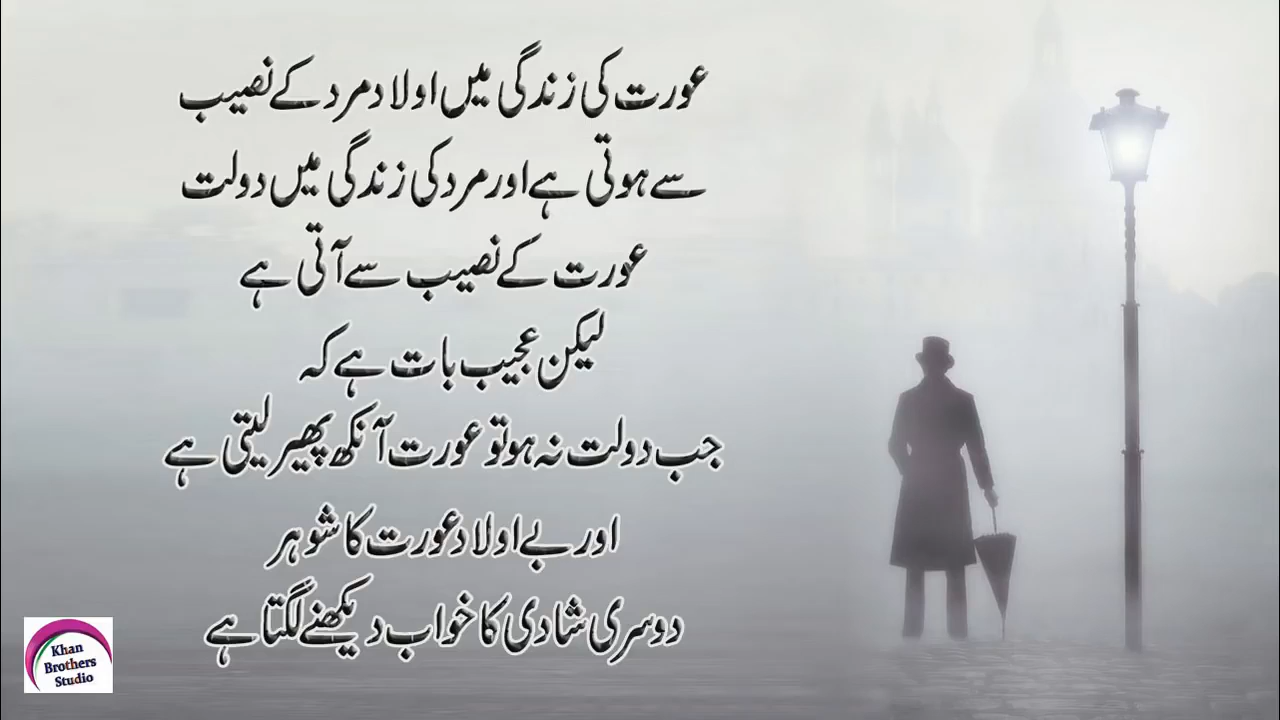 عورت کی زندگی میں اولاد مرد کے نصیب
سے ہوتی ہے اور مرد کی زندگی میں دولت
عورت کے نصیب سے آتی ہے
لیکن عجیب بات ہے کہ
جب دولت نہ ہو تو عورت آنکھ پھیر لیتی ہے
اور بے اولاد عورت کا شوہر
دوسری شادی کا خواب دیکھنے لگتا ہے
Khan
Brothers
Studio